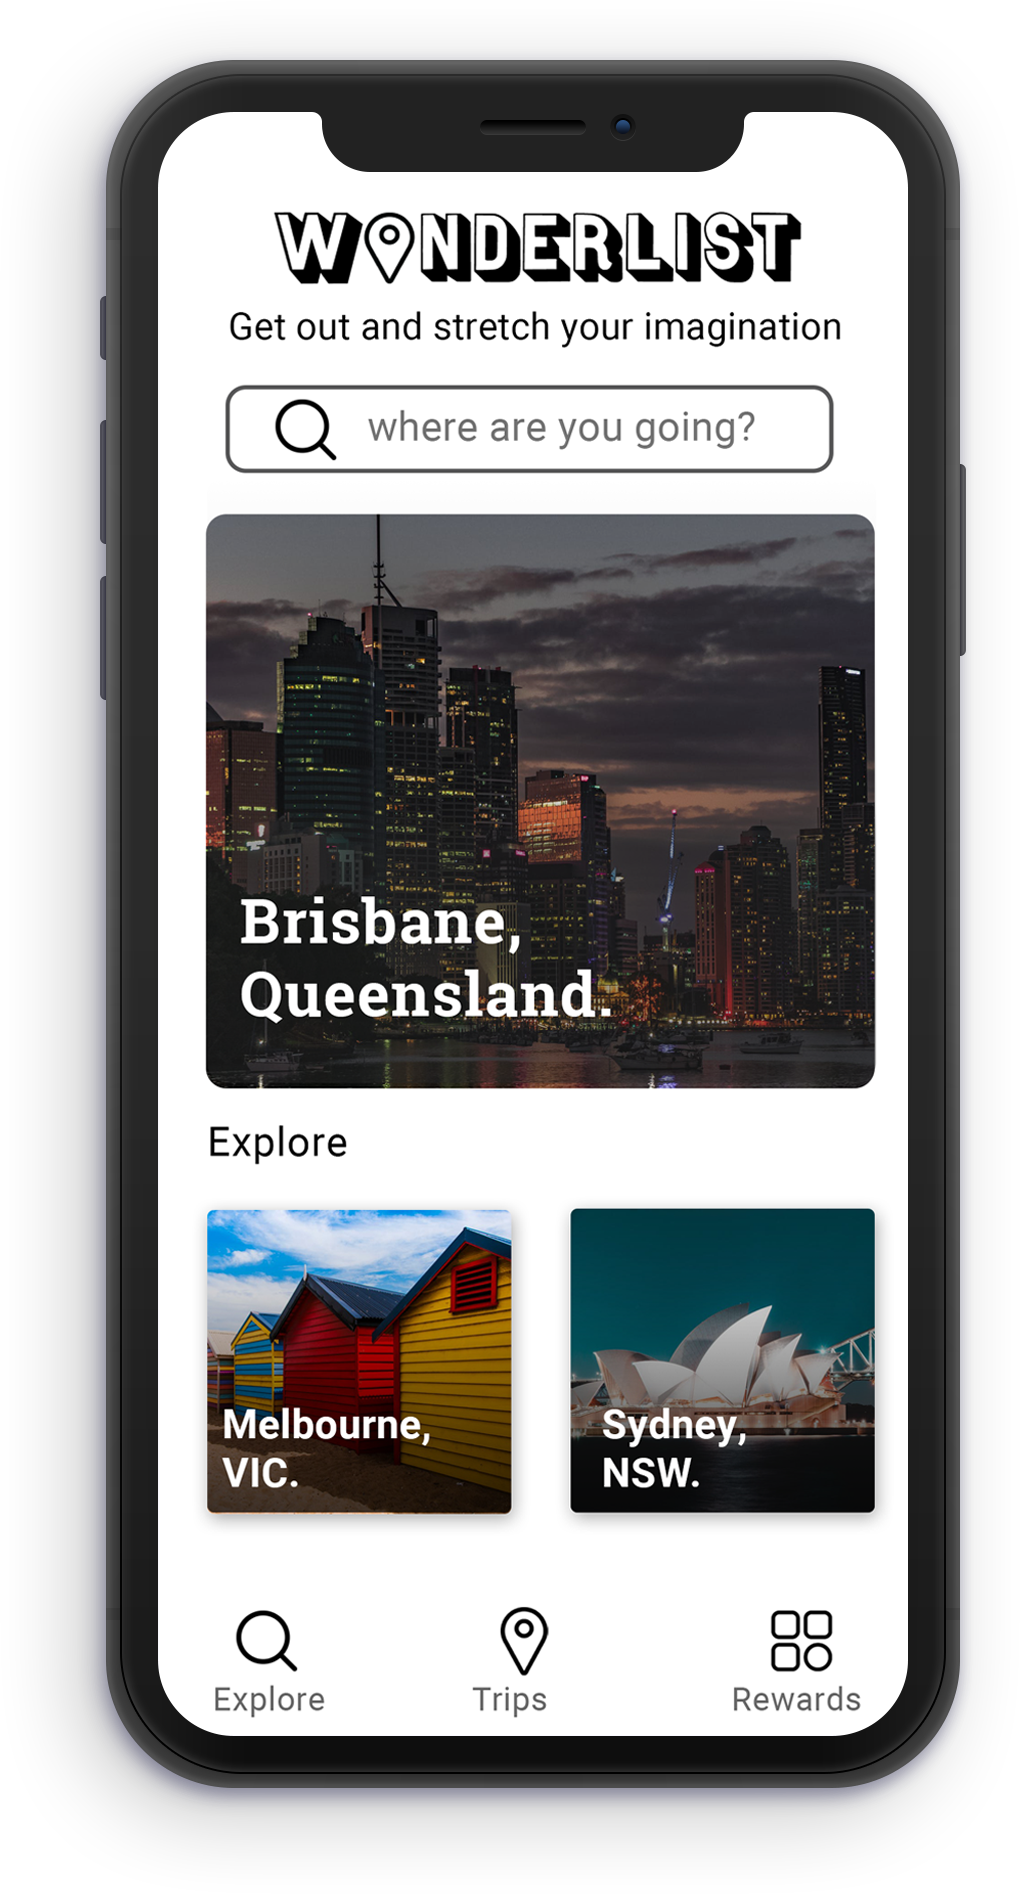 WONDERLIST
Get out and stretch your imagination
where are you going?
Brisbane,
Queensland.
Explore
Melbourne,
VIC.
Sydney,
NSW.
Explore
Trips
Rewards